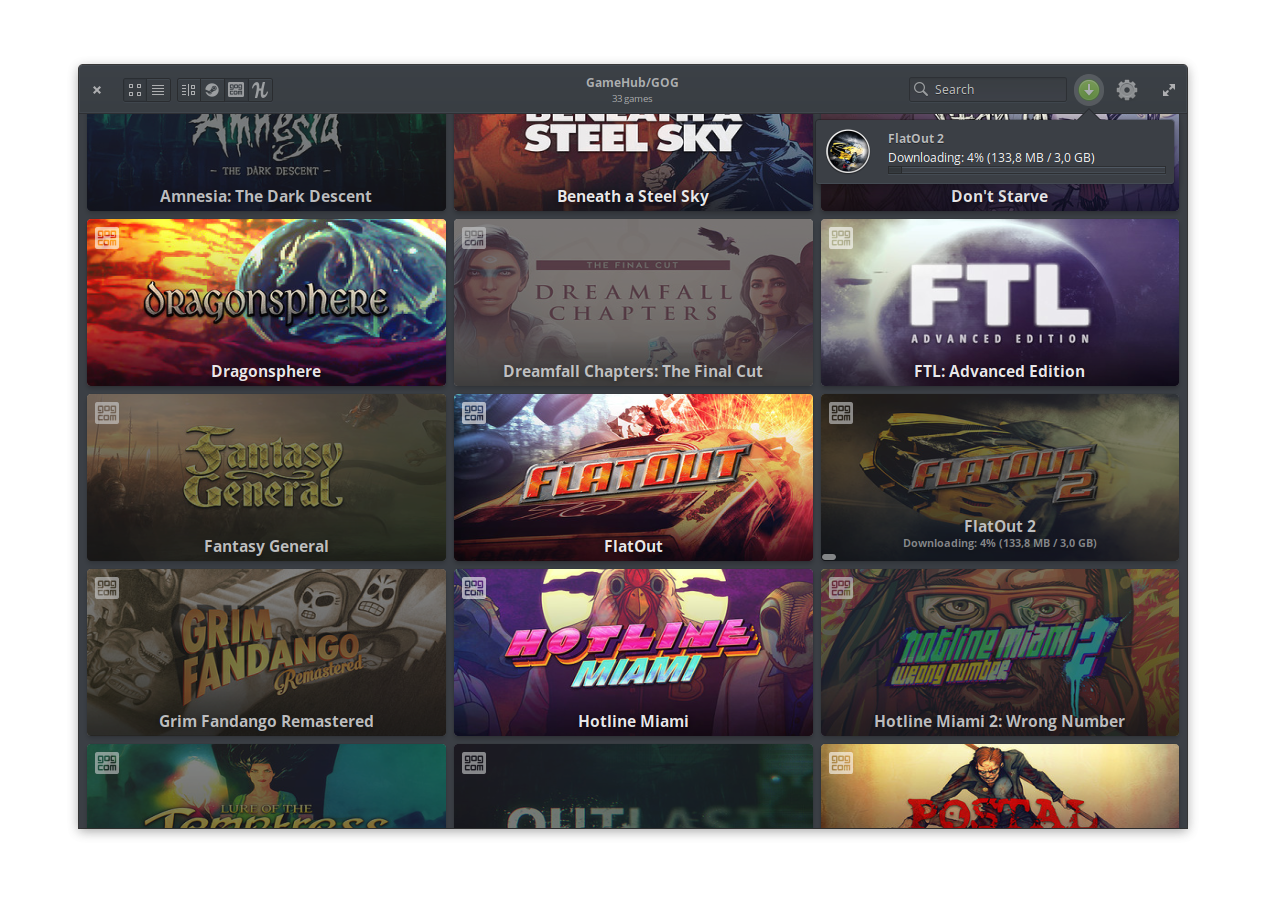 GameHub/GOG
33 games
Search
FlatOut 2
Downloading: 4% (133,8 MB / 3,0 GB)
Amnesia
– THE DARK DESCENT –
Amnesia: The Dark Descent
BENEATH A
STEEL SKY
Beneath a Steel Sky
Don't Starve
GOG
COM
DRAGONSPHERE
Dragonsphere
GOG
COM
THE FINAL CUT
DREAMFALL
CHAPTERS
Dreamfall Chapters: The Final Cut
GOG
COM
FTL
ADVANCED EDITION
FTL: Advanced Edition
GOG
COM
Fantasy
General
Fantasy General
GOG
COM
FLATOUT
FlatOut
GOG
COM
FLATOUT
2
FlatOut 2
Downloading: 4% (133,8 MB / 3,0 GB)
GOG
COM
GRIM
FANDANGO
Remastered
Grim Fandango Remastered
GOG
COM
HOTLINE
MIAMI
Hotline Miami
GOG
COM
hotline miami 2
wrong number
Hotline Miami 2: Wrong Number
GOG
COM
LURE OF THE
Temptress
GOG
COM
OUTLAST
GOG
COM
POSTAL